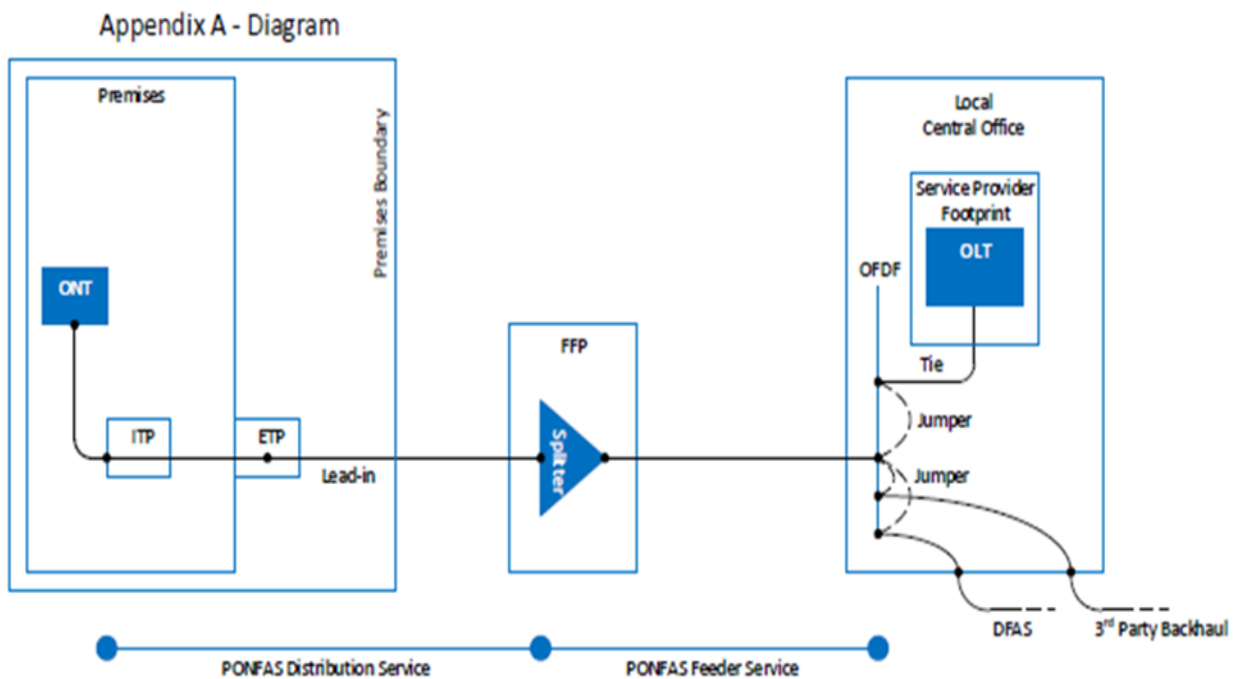 Appendix A - Diagram
Premises
Premises Boundary
ONT
ITP
ETP
Lead-in
FFP
Splitter
Local
Central Office
Service Provider
Footprint
OLT
OFDF
Tie
Jumper
Jumper
DFAS
3rd Party Backhaul
PONFAS Distribution Service
PONFAS Feeder Service